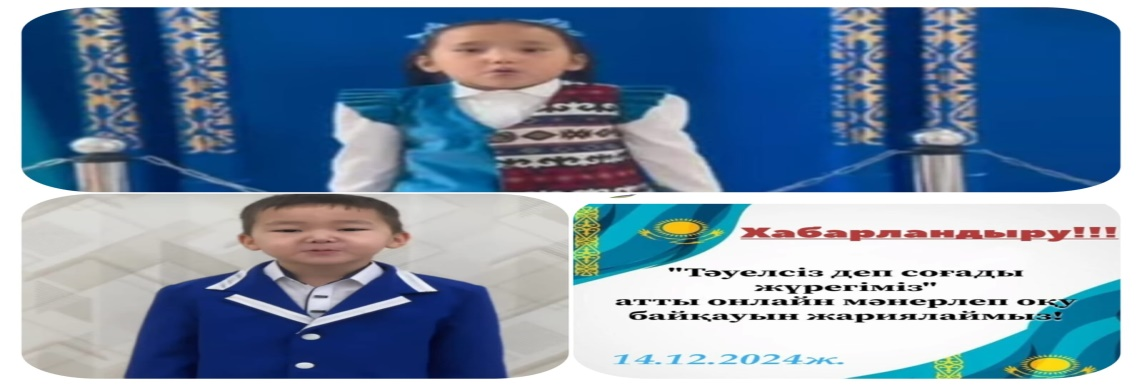 Хабарландыру!!!
"Тәуелсіз деп соғады
жүрегіміз"
атты онлайн мәнерлеп оқу
байқауын жариялаймыз!
14.12.2024ж.